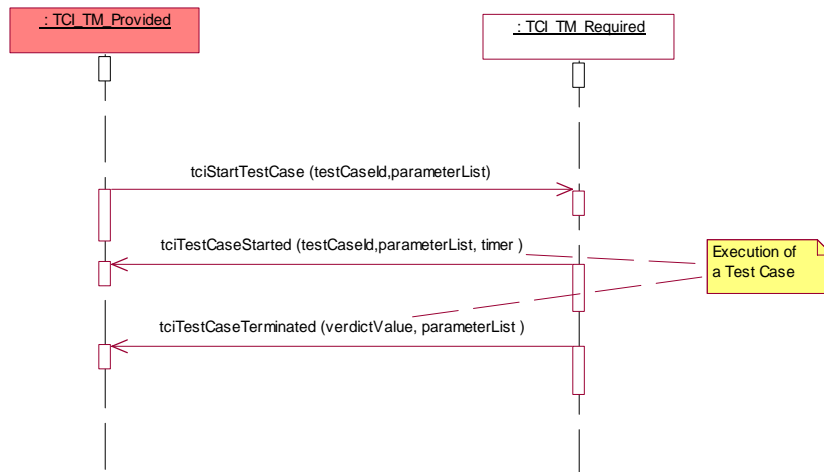 : TCI_TM_Provided
: TCI_TM_Required
tciStartTestCase (testCaseId,parameterList)
tciTestCaseStarted (testCaseId,parameterList, timer )
Execution of
a Test Case
tciTestCaseTerminated (verdictValue, parameterList )